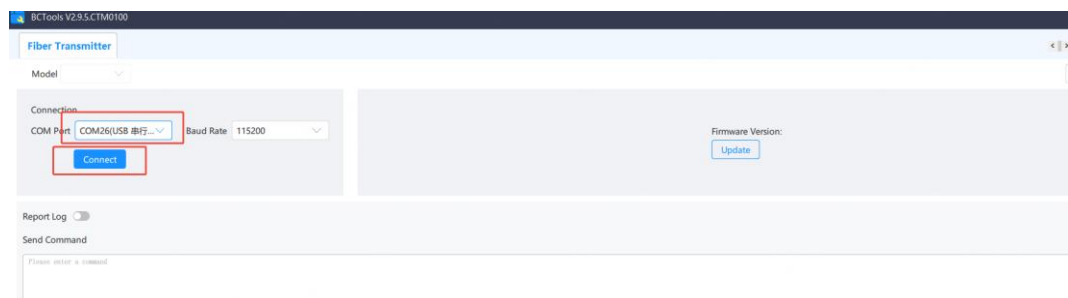 BCTools V2.9.5.CTM0100
Fiber Transmitter
Model
Connection
COM Port COM26(USB 串行... Baud Rate 115200
Connect
Firmware Version:
Update
Report Log
Send Command
Please enter a command